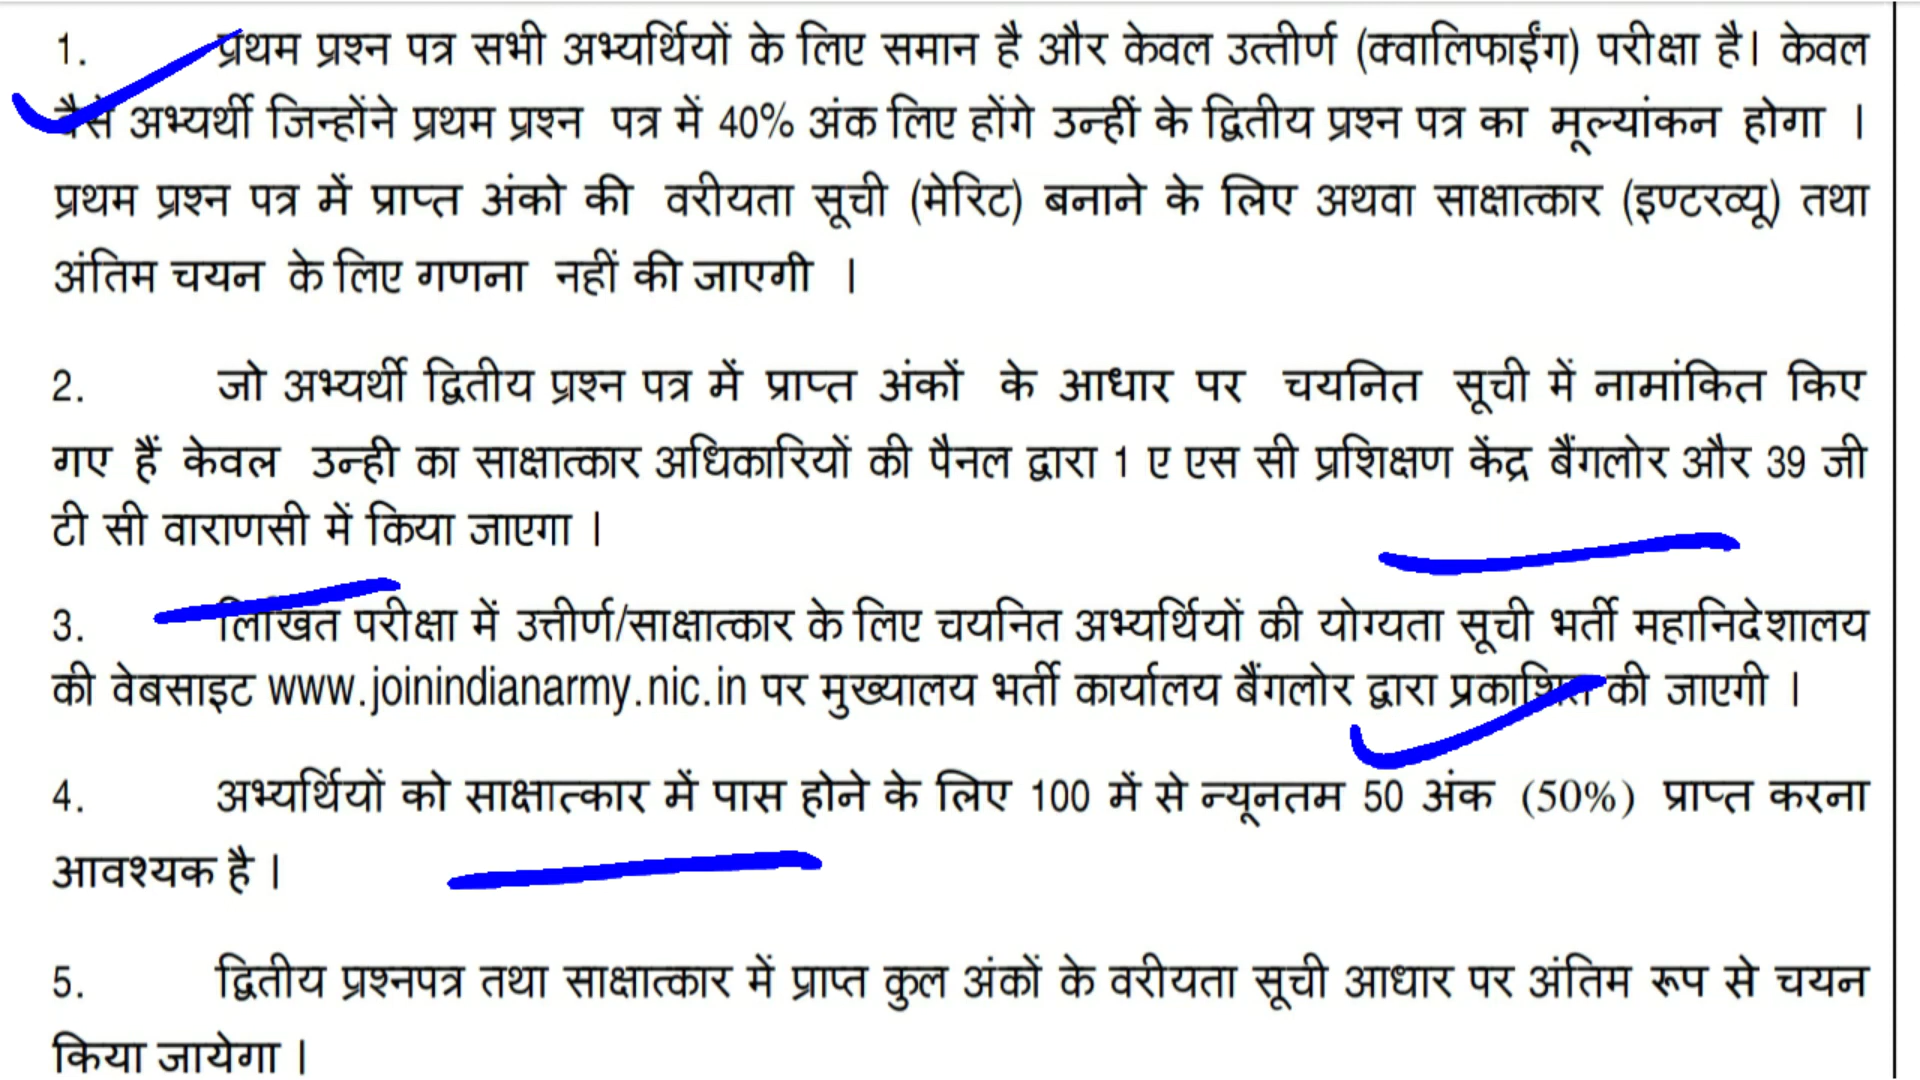 1. प्रथम प्रश्न पत्र सभी अभ्यर्थियों के लिए समान है और केवल उत्तीर्ण (क्वालिफाईंग) परीक्षा है। केवल
वैसे अभ्यर्थी जिन्होंने प्रथम प्रश्न पत्र में 40% अंक लिए होंगे उन्हीं के द्वितीय प्रश्न पत्र का मूल्यांकन होगा ।
प्रथम प्रश्न पत्र में प्राप्त अंको की वरीयता सूची (मेरिट) बनाने के लिए अथवा साक्षात्कार (इण्टरव्यू) तथा
अंतिम चयन के लिए गणना नहीं की जाएगी ।
2. जो अभ्यर्थी द्वितीय प्रश्न पत्र में प्राप्त अंकों के आधार पर चयनित सूची में नामांकित किए
गए हैं केवल उन्ही का साक्षात्कार अधिकारियों की पैनल द्वारा 1 ए एस सी प्रशिक्षण केंद्र बैंगलोर और 39 जी
टी सी वाराणसी में किया जाएगा ।
3. लिखित परीक्षा में उत्तीर्ण/साक्षात्कार के लिए चयनित अभ्यर्थियों की योग्यता सूची भर्ती महानिदेशालय
की वेबसाइट www.joinindianarmy.nic.in पर मुख्यालय भर्ती कार्यालय बैंगलोर द्वारा प्रकाशित की जाएगी ।
4. अभ्यर्थियों को साक्षात्कार में पास होने के लिए 100 में से न्यूनतम 50 अंक (50%) प्राप्त करना
आवश्यक है ।
5. द्वितीय प्रश्नपत्र तथा साक्षात्कार में प्राप्त कुल अंकों के वरीयता सूची आधार पर अंतिम रूप से चयन
किया जायेगा ।